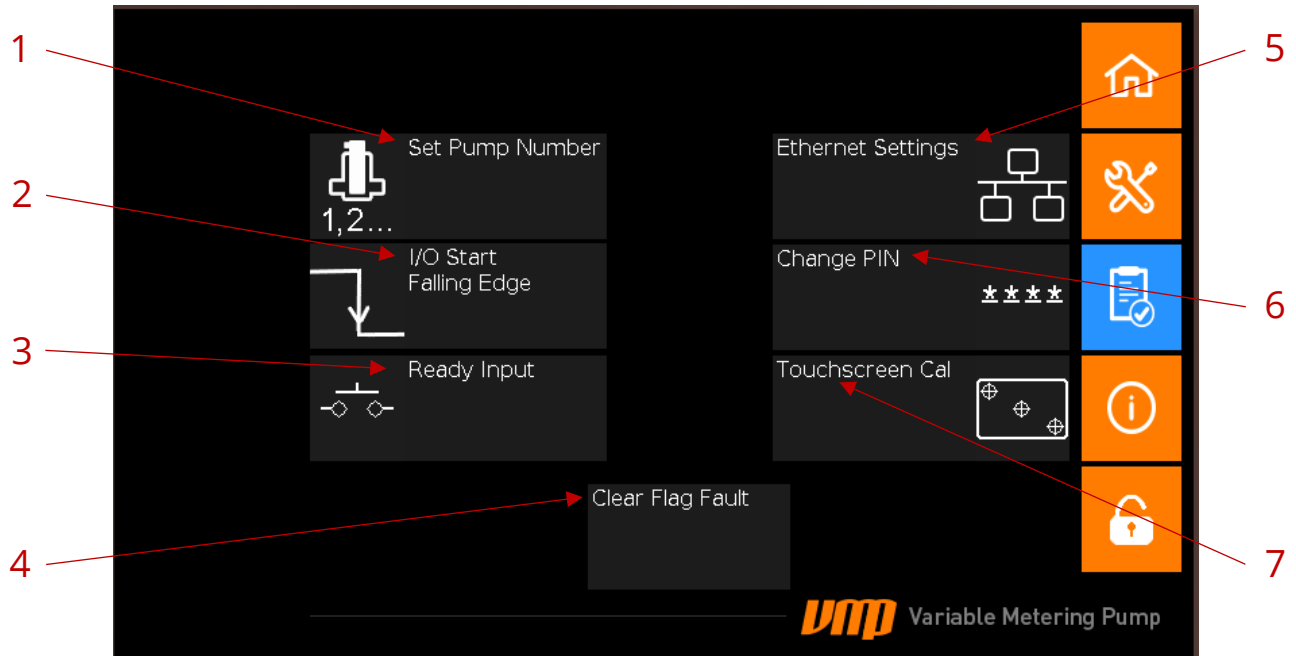 1
Set Pump Number
1,2...
2
I/O Start
Falling Edge
3
Ready Input
4
Clear Flag Fault
5
Ethernet Settings
6
Change PIN
****
7
Touchscreen Cal
i
vmp Variable Metering Pump